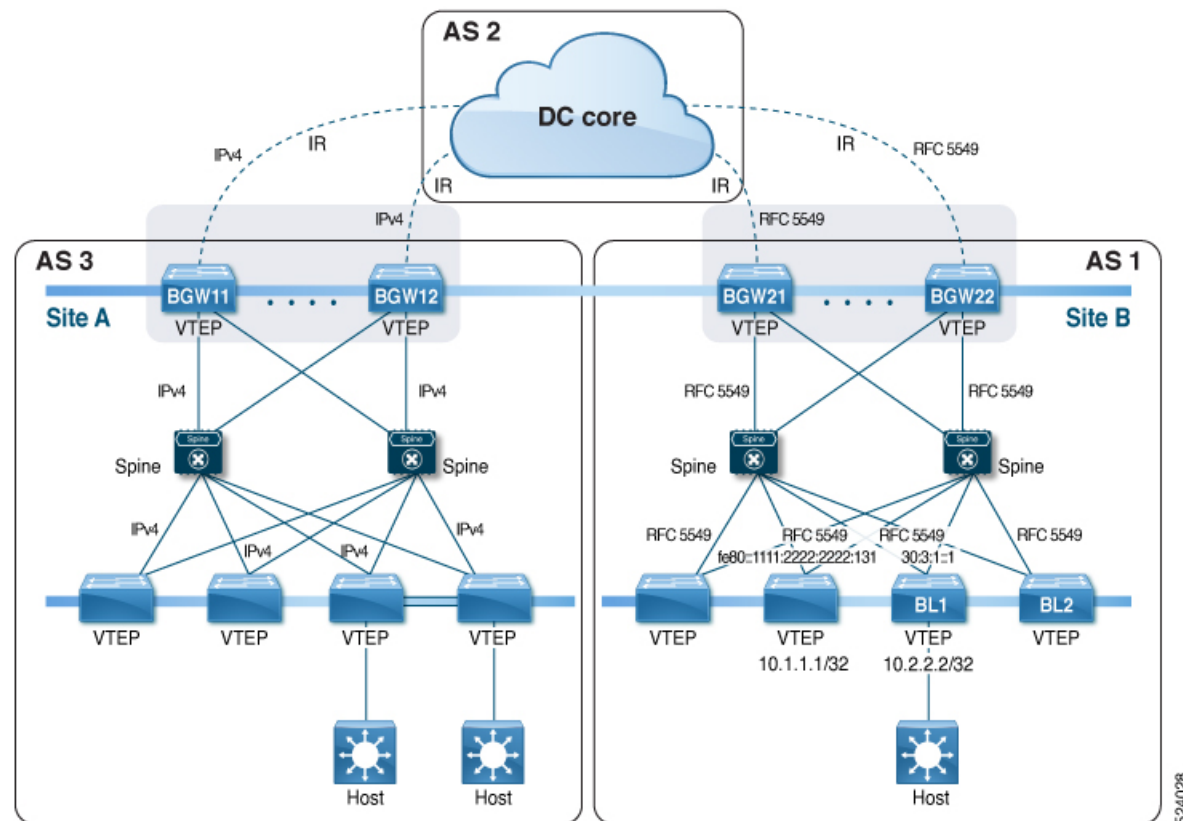 AS 2
DC core
IR
IR
IPv4
RFC 5549
IR
IR
IPv4
RFC 5549
AS 3
AS 1
BGW11
BGW12
BGW21
BGW22
Site A
Site B
VTEP
VTEP
VTEP
VTEP
IPv4
IPv4
RFC 5549
RFC 5549
Spine
Spine
Spine
Spine
Spine
Spine
Spine
Spine
IPv4
IPv4
IPv4
IPv4
RFC 5549
RFC 5549
RFC 5549
RFC 5549
fe80::1111:2222:2222:131
30:3:1::1
BL1
BL2
VTEP
VTEP
VTEP
VTEP
VTEP
VTEP
VTEP
VTEP
10.1.1.1/32
10.2.2.2/32
Host
Host
Host